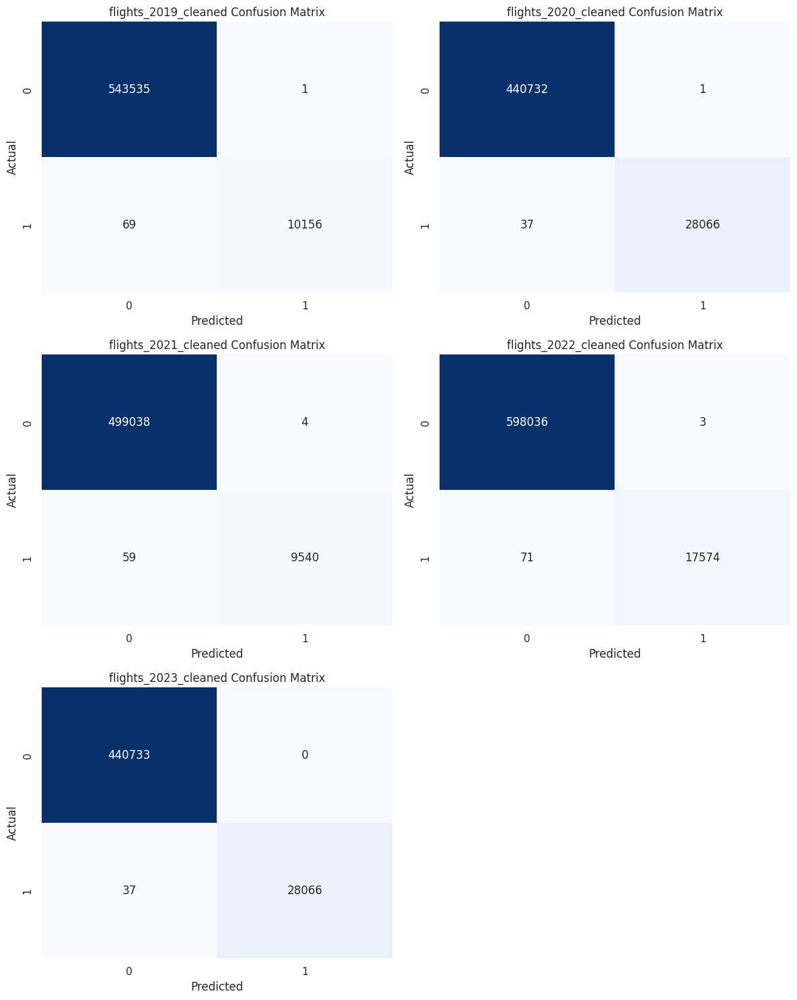 flights_2019_cleaned Confusion Matrix
0
543535
1
Actual
1
69
10156
0
1
Predicted
flights_2020_cleaned Confusion Matrix
0
440732
1
Actual
1
37
28066
0
1
Predicted
flights_2021_cleaned Confusion Matrix
0
499038
4
Actual
1
59
9540
0
1
Predicted
flights_2022_cleaned Confusion Matrix
0
598036
3
Actual
1
71
17574
0
1
Predicted
flights_2023_cleaned Confusion Matrix
0
440733
0
Actual
1
37
28066
0
1
Predicted